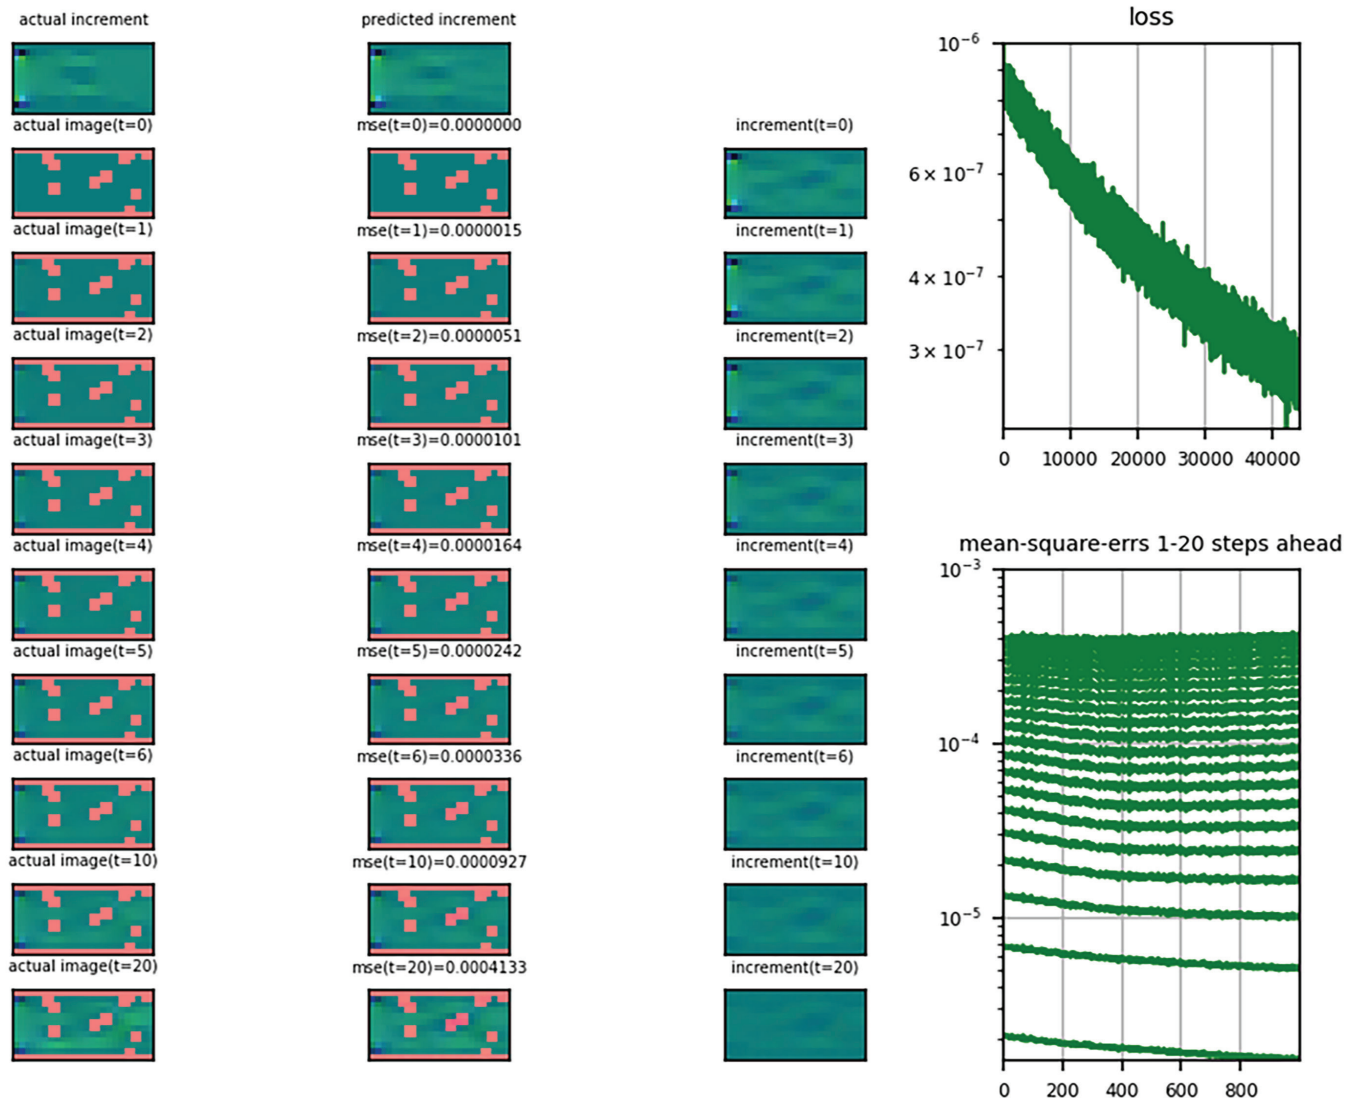 actual increment
predicted increment
actual image(t=0)
mse(t=0)=0.0000000
increment(t=0)
actual image(t=1)
mse(t=1)=0.0000015
increment(t=1)
actual image(t=2)
mse(t=2)=0.0000051
increment(t=2)
actual image(t=3)
mse(t=3)=0.0000101
increment(t=3)
actual image(t=4)
mse(t=4)=0.0000164
increment(t=4)
actual image(t=5)
mse(t=5)=0.0000242
increment(t=5)
actual image(t=6)
mse(t=6)=0.0000336
increment(t=6)
actual image(t=10)
mse(t=10)=0.0000927
increment(t=10)
actual image(t=20)
mse(t=20)=0.0004133
increment(t=20)
loss
10⁻⁶
6 × 10⁻⁷
4 × 10⁻⁷
3 × 10⁻⁷
0 10000 20000 30000 40000
mean-square-errs 1-20 steps ahead
10⁻³
10⁻⁴
10⁻⁵
0 200 400 600 800